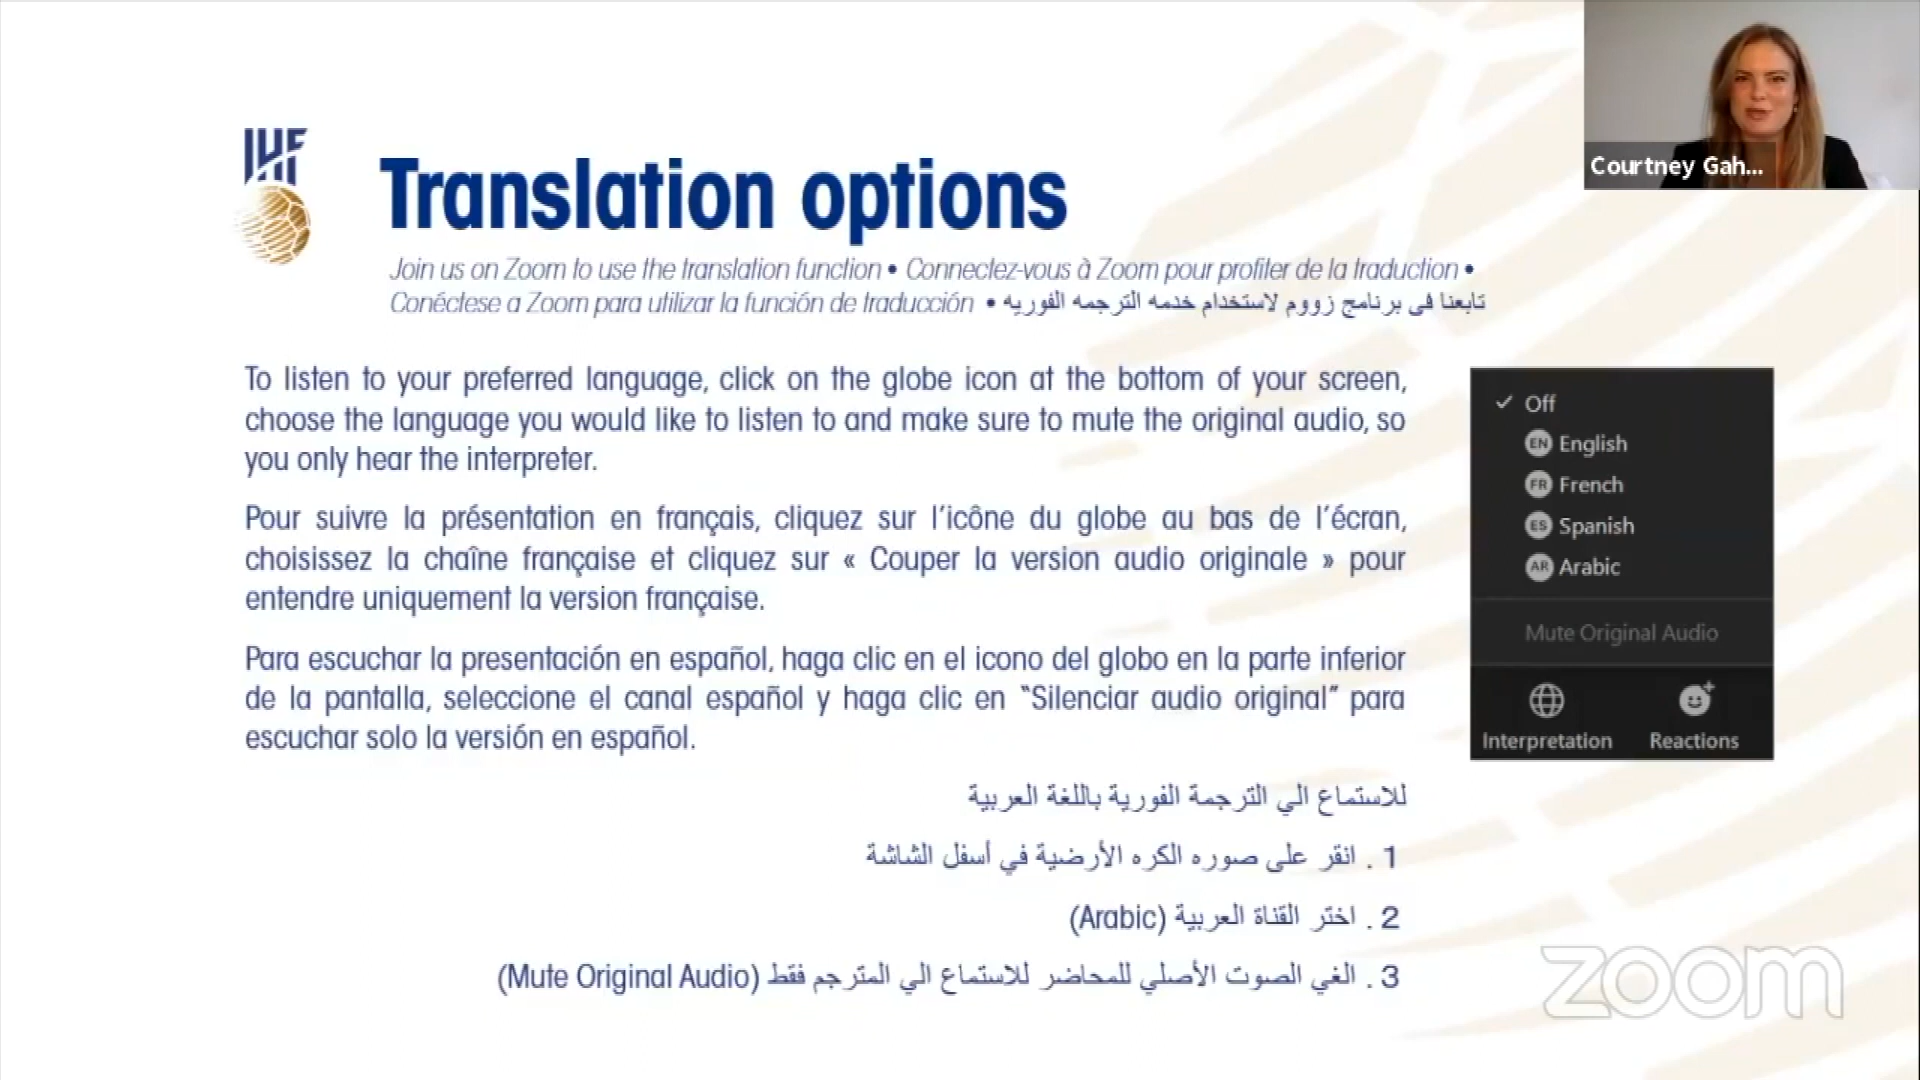 Courtney Gah...
IHF
Translation options
Join us on Zoom to use the translation function • Connectez-vous à Zoom pour profiter de la traduction •
Conéctese a Zoom para utilizar la función de traducción • تابعنا فى برنامج زووم لاستخدام خدمه الترجمه الفوريه
To listen to your preferred language, click on the globe icon at the bottom of your screen,
choose the language you would like to listen to and make sure to mute the original audio, so
you only hear the interpreter.
Pour suivre la présentation en français, cliquez sur l'icône du globe au bas de l'écran,
choisissez la chaîne française et cliquez sur « Couper la version audio originale » pour
entendre uniquement la version française.
Para escuchar la presentación en español, haga clic en el icono del globo en la parte inferior
de la pantalla, seleccione el canal español y haga clic en “Silenciar audio original” para
escuchar solo la versión en español.
للاستماع الي الترجمة الفورية باللغة العربية
1 . انقر على صوره الكره الأرضية في أسفل الشاشة
2 . اختر القناة العربية (Arabic)
3 . الغي الصوت الأصلي للمحاضر للاستماع الي المترجم فقط (Mute Original Audio)
Off
EN English
FR French
ES Spanish
AR Arabic
Mute Original Audio
Interpretation Reactions
zoom